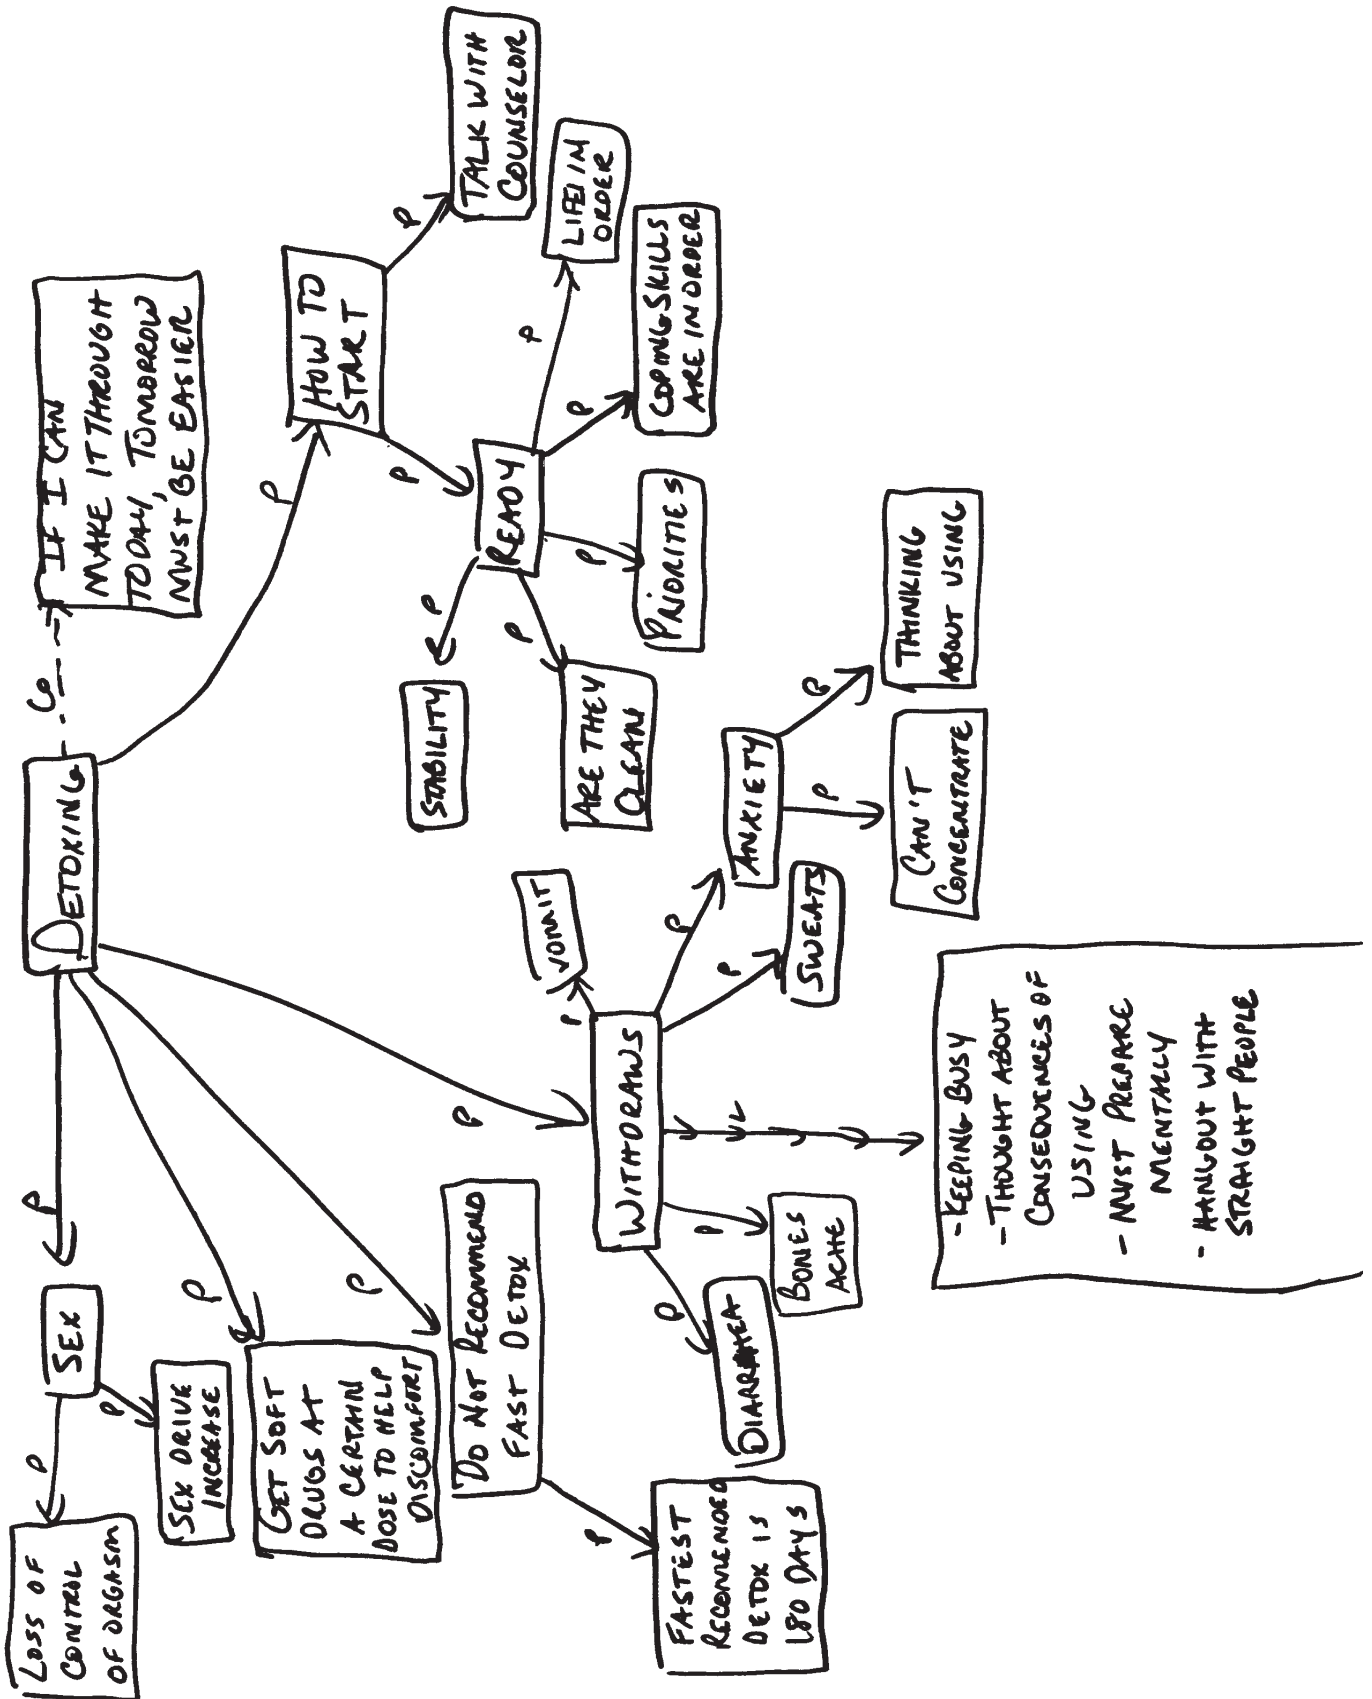 DETOXING
Co
IF I CAN
MAKE IT THROUGH
TODAY, TOMORROW
MUST BE EASIER
P
SEX
P
LOSS OF
CONTROL
OF ORGASM
P
SEX DRIVE
INCREASE
P
GET SOFT
DRUGS AT
A CERTAIN
DOSE TO HELP
DISCOMFORT
P
DO NOT RECOMMEND
FAST DETOX
P
FASTEST
RECOMENDED
DETOX IS
180 DAYS
P
WITHDRAWS
P
DIARRHEA
P
BONES
ACHE
P
VOMIT
P
SWEATS
P
ANXIETY
P
CAN'T
CONCENTRATE
P
THINKING
ABOUT USING
- KEEPING BUSY
- THOUGHT ABOUT
CONSEQUENCES OF
USING
- MUST PREPARE
MENTALLY
- HANGOUT WITH
STRAIGHT PEOPLE
P
HOW TO
START
P
TALK WITH
COUNSELOR
P
READY
P
STABILITY
P
ARE THEY
CLEAN
P
PRIORITIES
P
COPING SKILLS
ARE IN ORDER
P
LIFE IN
ORDER